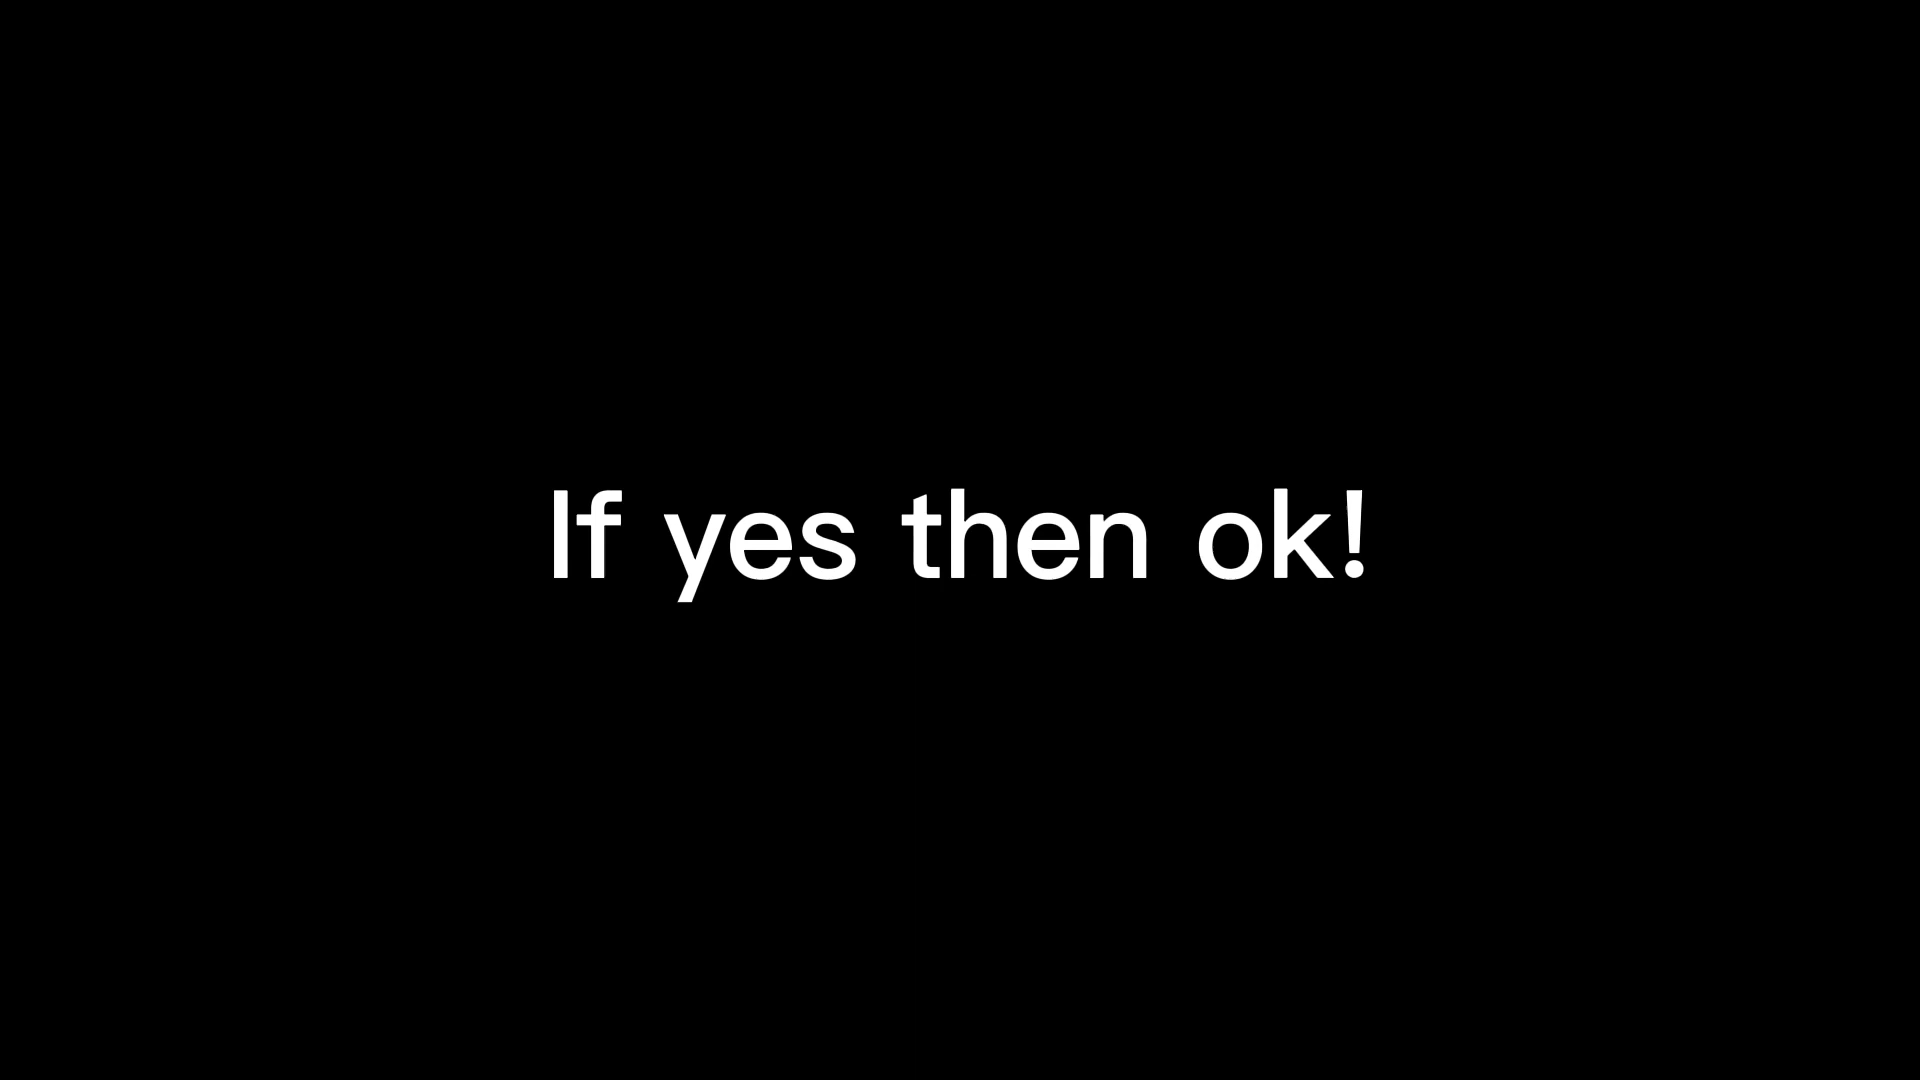 If yes then ok!